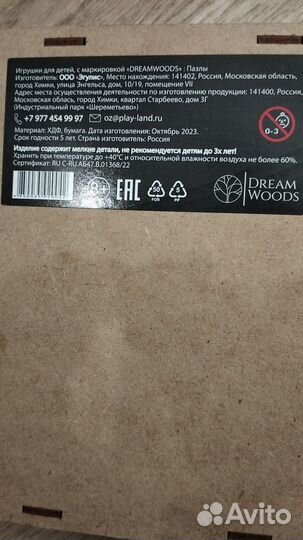 Игрушки для детей, с маркировкой «DREAMWOODS» : Пазлы
Изготовитель: ООО «Эгулис», Место нахождения: 141402, Россия, Московская область,
город Химки, улица Энгельса, дом, 10/19, помещение VII
Адрес места осуществления деятельности по изготовлению продукции: 141400, Россия,
Московская область, город Химки, квартал Старбеево, дом 3Г
(Индустриальный парк «Шереметьево»)
+7 977 454 99 97 oz@play-land.ru
0-3
Материал: ХДФ, бумага. Дата изготовления: Октябрь 2023.
Срок годности 5 лет. Страна изготовитель: Россия
Изделие содержит мелкие детали, не рекомендуется детям до 3х лет!
Хранить при температуре до +40°C и относительной влажности воздуха не более 60%.
Сертификат: RU C-RU.АБ47.В.01368/22
8+ EAC
50 FOR
5 PP
DREAM WOODS
Avito